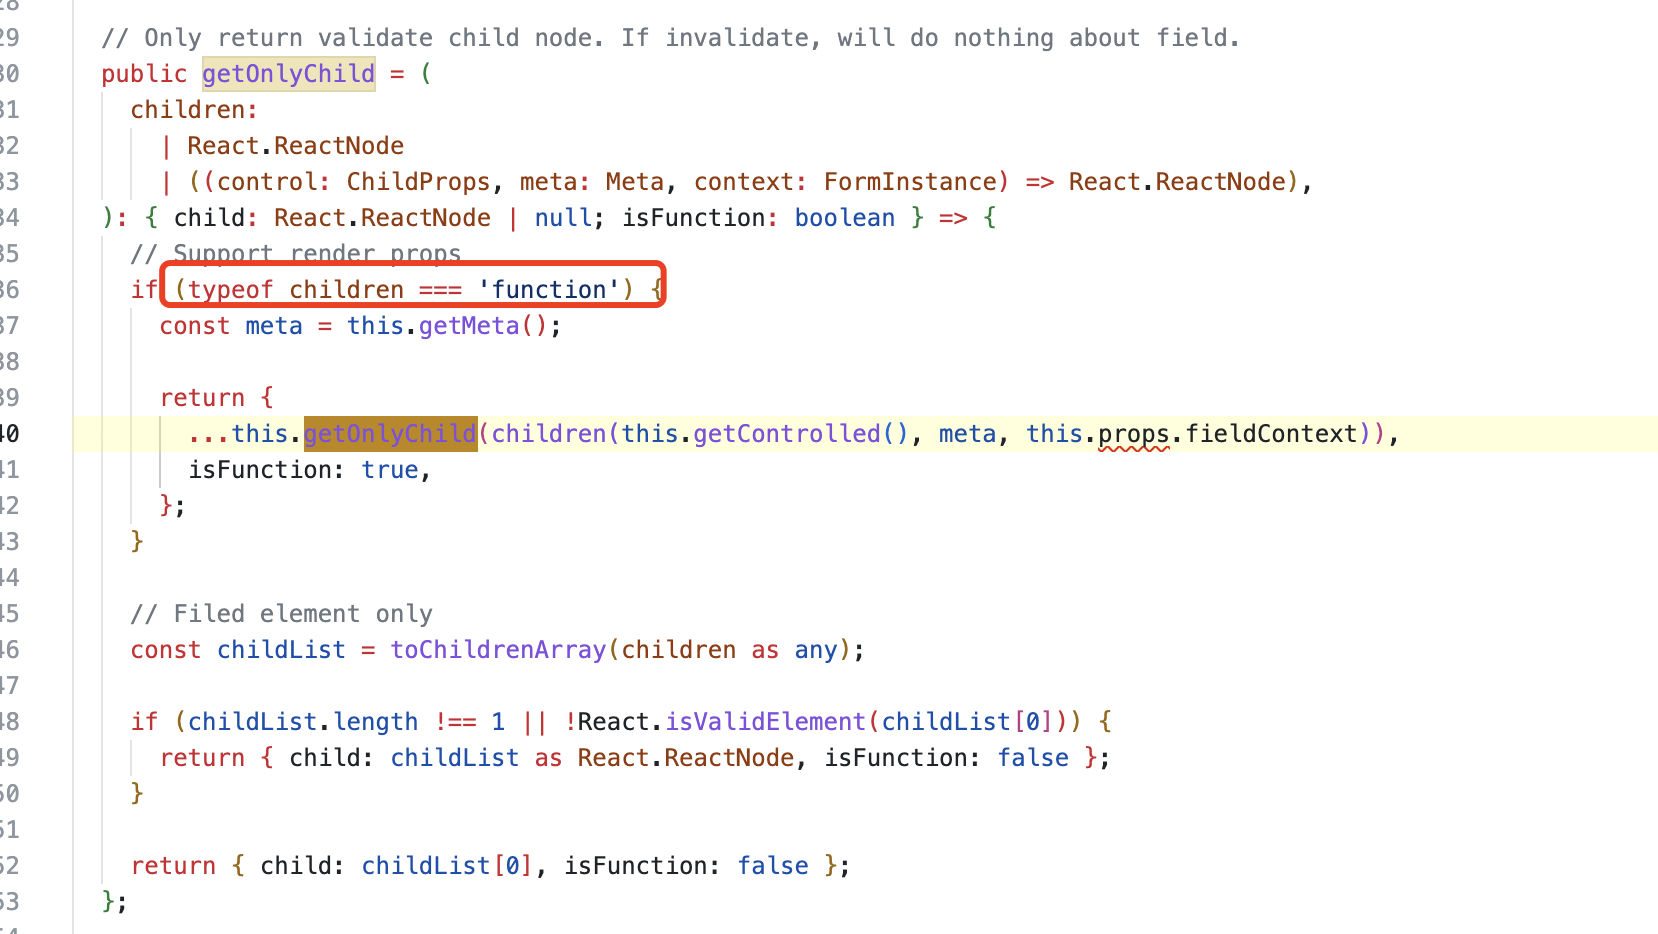 28
29 // Only return validate child node. If invalidate, will do nothing about field.
30 public getOnlyChild = (
31 children:
32 | React.ReactNode
33 | ((control: ChildProps, meta: Meta, context: FormInstance) => React.ReactNode),
34 ): { child: React.ReactNode | null; isFunction: boolean } => {
35 // Support render props
36 if (typeof children === 'function') {
37 const meta = this.getMeta();
38
39 return {
40 ...this.getOnlyChild(children(this.getControlled(), meta, this.props.fieldContext)),
41 isFunction: true,
42 };
43 }
44
45 // Filed element only
46 const childList = toChildrenArray(children as any);
47
48 if (childList.length !== 1 || !React.isValidElement(childList[0])) {
49 return { child: childList as React.ReactNode, isFunction: false };
50 }
51
52 return { child: childList[0], isFunction: false };
53 };
54